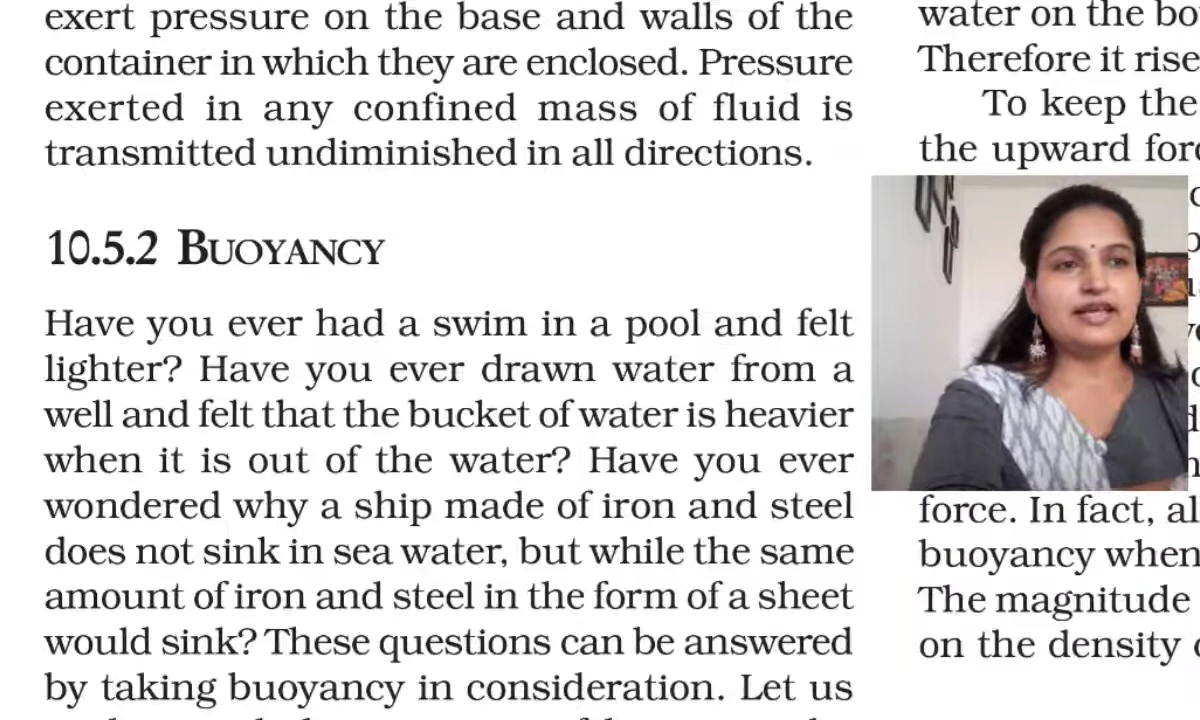 exert pressure on the base and walls of the
container in which they are enclosed. Pressure
exerted in any confined mass of fluid is
transmitted undiminished in all directions.
10.5.2 BUOYANCY
Have you ever had a swim in a pool and felt
lighter? Have you ever drawn water from a
well and felt that the bucket of water is heavier
when it is out of the water? Have you ever
wondered why a ship made of iron and steel
does not sink in sea water, but while the same
amount of iron and steel in the form of a sheet
would sink? These questions can be answered
by taking buoyancy in consideration. Let us
water on the
Therefore it
To keep the
the upward
force. In fact,
buoyancy when
The magnitude
on the density